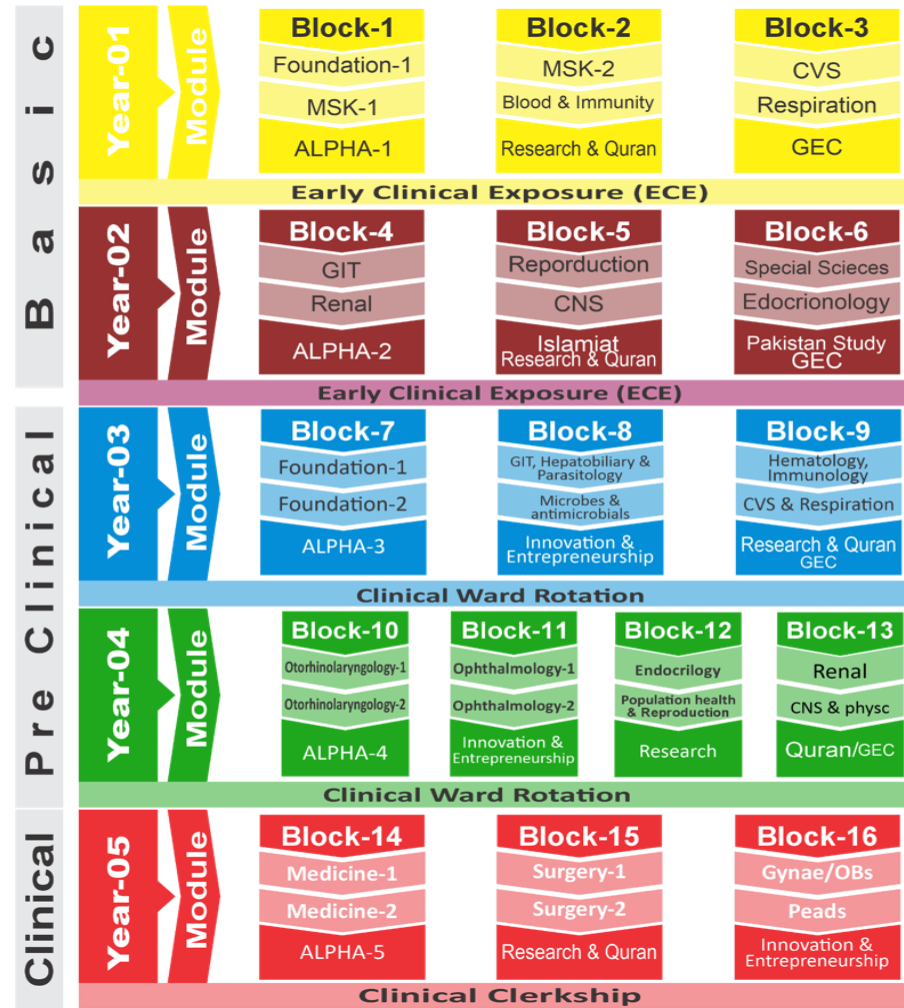 Basic
Year-01
Module
Block-1
Foundation-1
MSK-1
ALPHA-1
Block-2
MSK-2
Blood & Immunity
Research & Quran
Block-3
CVS
Respiration
GEC
Early Clinical Exposure (ECE)
Year-02
Module
Block-4
GIT
Renal
ALPHA-2
Block-5
Reporduction
CNS
Islamiat
Research & Quran
Block-6
Special Scieces
Edocrionology
Pakistan Study
GEC
Early Clinical Exposure (ECE)
Pre Clinical
Year-03
Module
Block-7
Foundation-1
Foundation-2
ALPHA-3
Block-8
GIT, Hepatobiliary &
Parasitology
Microbes &
antimicrobials
Innovation &
Entrepreneurship
Block-9
Hematology,
Immunology
CVS & Respiration
Research & Quran
GEC
Clinical Ward Rotation
Year-04
Module
Block-10
Otorhinolaryngology-1
Otorhinolaryngology-2
ALPHA-4
Block-11
Ophthalmology-1
Ophthalmology-2
Innovation &
Entrepreneurship
Block-12
Endocrilogy
Population health
& Reproduction
Research
Block-13
Renal
CNS & physc
Quran/GEC
Clinical Ward Rotation
Clinical
Year-05
Module
Block-14
Medicine-1
Medicine-2
ALPHA-5
Block-15
Surgery-1
Surgery-2
Research & Quran
Block-16
Gynae/OBs
Peads
Innovation &
Entrepreneurship
Clinical Clerkship